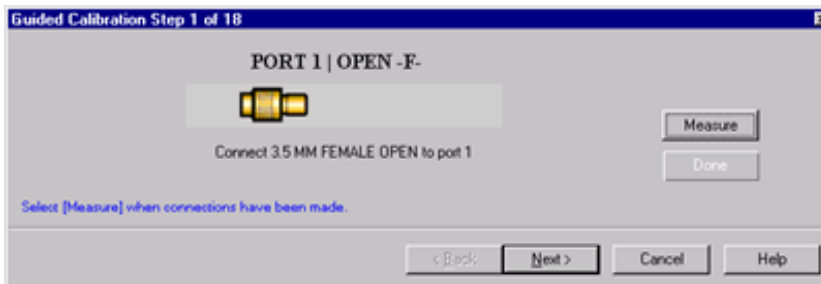 Guided Calibration Step 1 of 18
PORT 1 | OPEN -F-
Connect 3.5 MM FEMALE OPEN to port 1
Measure
Done
Select [Measure] when connections have been made.
< Back
Next >
Cancel
Help